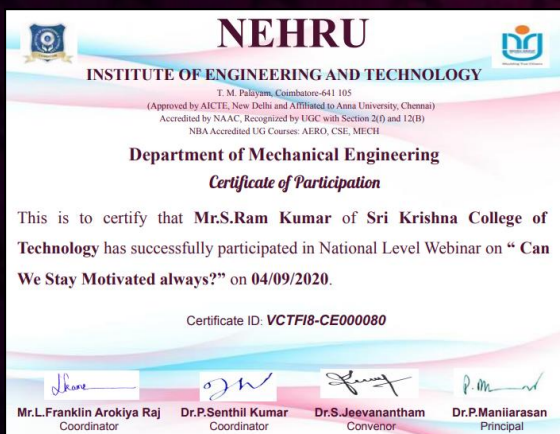 NEHRU
INSTITUTE OF ENGINEERING AND TECHNOLOGY
T. M. Palayam, Coimbatore-641 105
(Approved by AICTE, New Delhi and Affiliated to Anna University, Chennai)
Accredited by NAAC, Recognized by UGC with Section 2(f) and 12(B)
NBA Accredited UG Courses: AERO, CSE, MECH
Department of Mechanical Engineering
Certificate of Participation
This is to certify that Mr.S.Ram Kumar of Sri Krishna College of
Technology has successfully participated in National Level Webinar on “ Can
We Stay Motivated always?” on 04/09/2020.
Certificate ID: VCTFI8-CE000080
Mr.L.Franklin Arokiya Raj Dr.P.Senthil Kumar Dr.S.Jeevanantham Dr.P.Maniiarasan
Coordinator Coordinator Convenor Principal